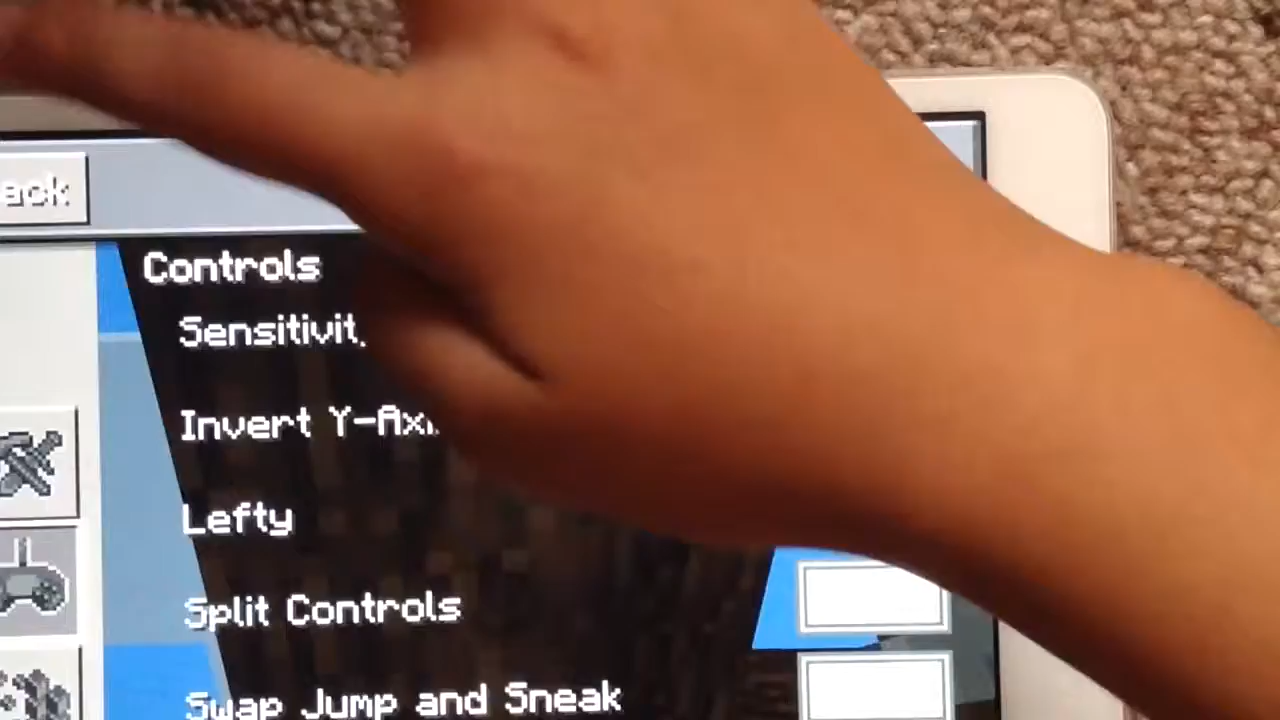 ack
Controls
Sensitivit
Invert Y-Axi
Lefty
Split Controls
Swap Jump and Sneak